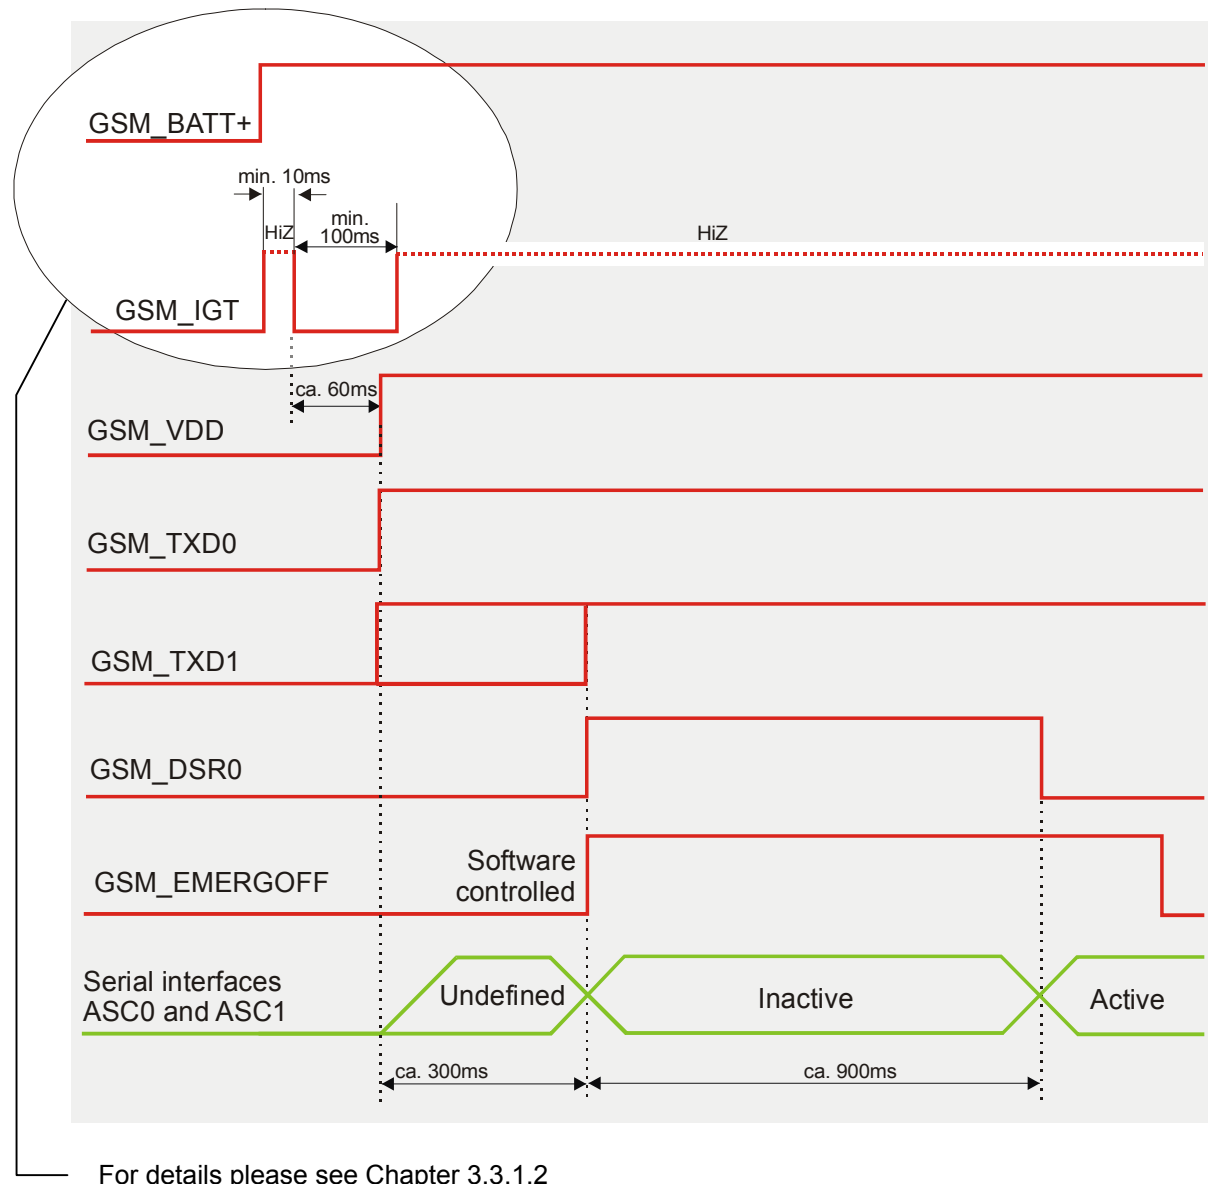 GSM_BATT+
min. 10ms
HiZ
min.
100ms
HiZ
GSM_IGT
ca. 60ms
GSM_VDD
GSM_TXD0
GSM_TXD1
GSM_DSR0
GSM_EMERGOFF
Software
controlled
Serial interfaces
ASC0 and ASC1
Undefined
Inactive
Active
ca. 300ms
ca. 900ms
For details please see Chapter 3.3.1.2